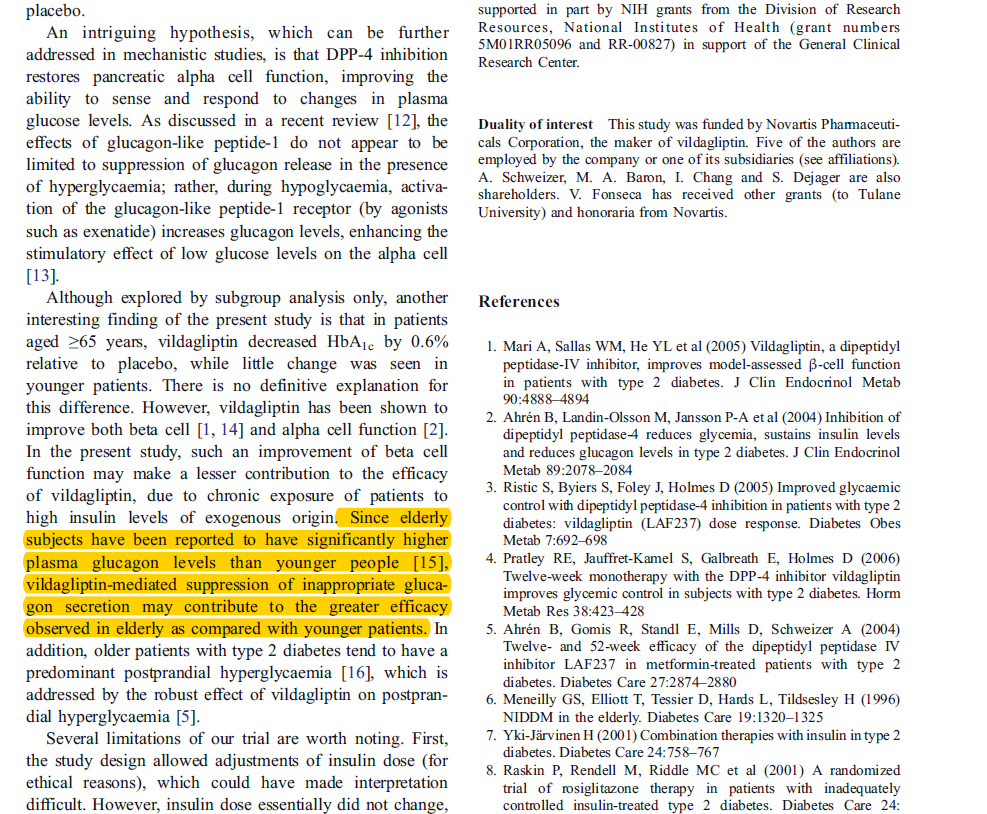 placebo.
An intriguing hypothesis, which can be further
addressed in mechanistic studies, is that DPP-4 inhibition
restores pancreatic alpha cell function, improving the
ability to sense and respond to changes in plasma
glucose levels. As discussed in a recent review [12], the
effects of glucagon-like peptide-1 do not appear to be
limited to suppression of glucagon release in the presence
of hyperglycaemia; rather, during hypoglycaemia, activa-
tion of the glucagon-like peptide-1 receptor (by agonists
such as exenatide) increases glucagon levels, enhancing the
stimulatory effect of low glucose levels on the alpha cell
[13].
Although explored by subgroup analysis only, another
interesting finding of the present study is that in patients
aged ≥65 years, vildagliptin decreased HbA1c by 0.6%
relative to placebo, while little change was seen in
younger patients. There is no definitive explanation for
this difference. However, vildagliptin has been shown to
improve both beta cell [1, 14] and alpha cell function [2].
In the present study, such an improvement of beta cell
function may make a lesser contribution to the efficacy
of vildagliptin, due to chronic exposure of patients to
high insulin levels of exogenous origin. Since elderly
subjects have been reported to have significantly higher
plasma glucagon levels than younger people [15],
vildagliptin-mediated suppression of inappropriate gluca-
gon secretion may contribute to the greater efficacy
observed in elderly as compared with younger patients. In
addition, older patients with type 2 diabetes tend to have a
predominant postprandial hyperglycaemia [16], which is
addressed by the robust effect of vildagliptin on postpran-
dial hyperglycaemia [5].
Several limitations of our trial are worth noting. First,
the study design allowed adjustments of insulin dose (for
ethical reasons), which could have made interpretation
difficult. However, insulin dose essentially did not change,
supported in part by NIH grants from the Division of Research
Resources, National Institutes of Health (grant numbers
5M01RR05096 and RR-00827) in support of the General Clinical
Research Center.
Duality of interest This study was funded by Novartis Pharmaceuti-
cals Corporation, the maker of vildagliptin. Five of the authors are
employed by the company or one of its subsidiaries (see affiliations).
A. Schweizer, M. A. Baron, I. Chang and S. Dejager are also
shareholders. V. Fonseca has received other grants (to Tulane
University) and honoraria from Novartis.
References
1. Mari A, Sallas WM, He YL et al (2005) Vildagliptin, a dipeptidyl
peptidase-IV inhibitor, improves model-assessed β-cell function
in patients with type 2 diabetes. J Clin Endocrinol Metab
90:4888–4894
2. Ahrén B, Landin-Olsson M, Jansson P-A et al (2004) Inhibition of
dipeptidyl peptidase-4 reduces glycemia, sustains insulin levels
and reduces glucagon levels in type 2 diabetes. J Clin Endocrinol
Metab 89:2078–2084
3. Ristic S, Byiers S, Foley J, Holmes D (2005) Improved glycaemic
control with dipeptidyl peptidase-4 inhibition in patients with type 2
diabetes: vildagliptin (LAF237) dose response. Diabetes Obes
Metab 7:692–698
4. Pratley RE, Jauffret-Kamel S, Galbreath E, Holmes D (2006)
Twelve-week monotherapy with the DPP-4 inhibitor vildagliptin
improves glycemic control in subjects with type 2 diabetes. Horm
Metab Res 38:423–428
5. Ahrén B, Gomis R, Standl E, Mills D, Schweizer A (2004)
Twelve- and 52-week efficacy of the dipeptidyl peptidase IV
inhibitor LAF237 in metformin-treated patients with type 2
diabetes. Diabetes Care 27:2874–2880
6. Meneilly GS, Elliott T, Tessier D, Hards L, Tildsesley H (1996)
NIDDM in the elderly. Diabetes Care 19:1320–1325
7. Yki-Järvinen H (2001) Combination therapies with insulin in type 2
diabetes. Diabetes Care 24:758–767
8. Raskin P, Rendell M, Riddle MC et al (2001) A randomized
trial of rosiglitazone therapy in patients with inadequately
controlled insulin-treated type 2 diabetes. Diabetes Care 24: